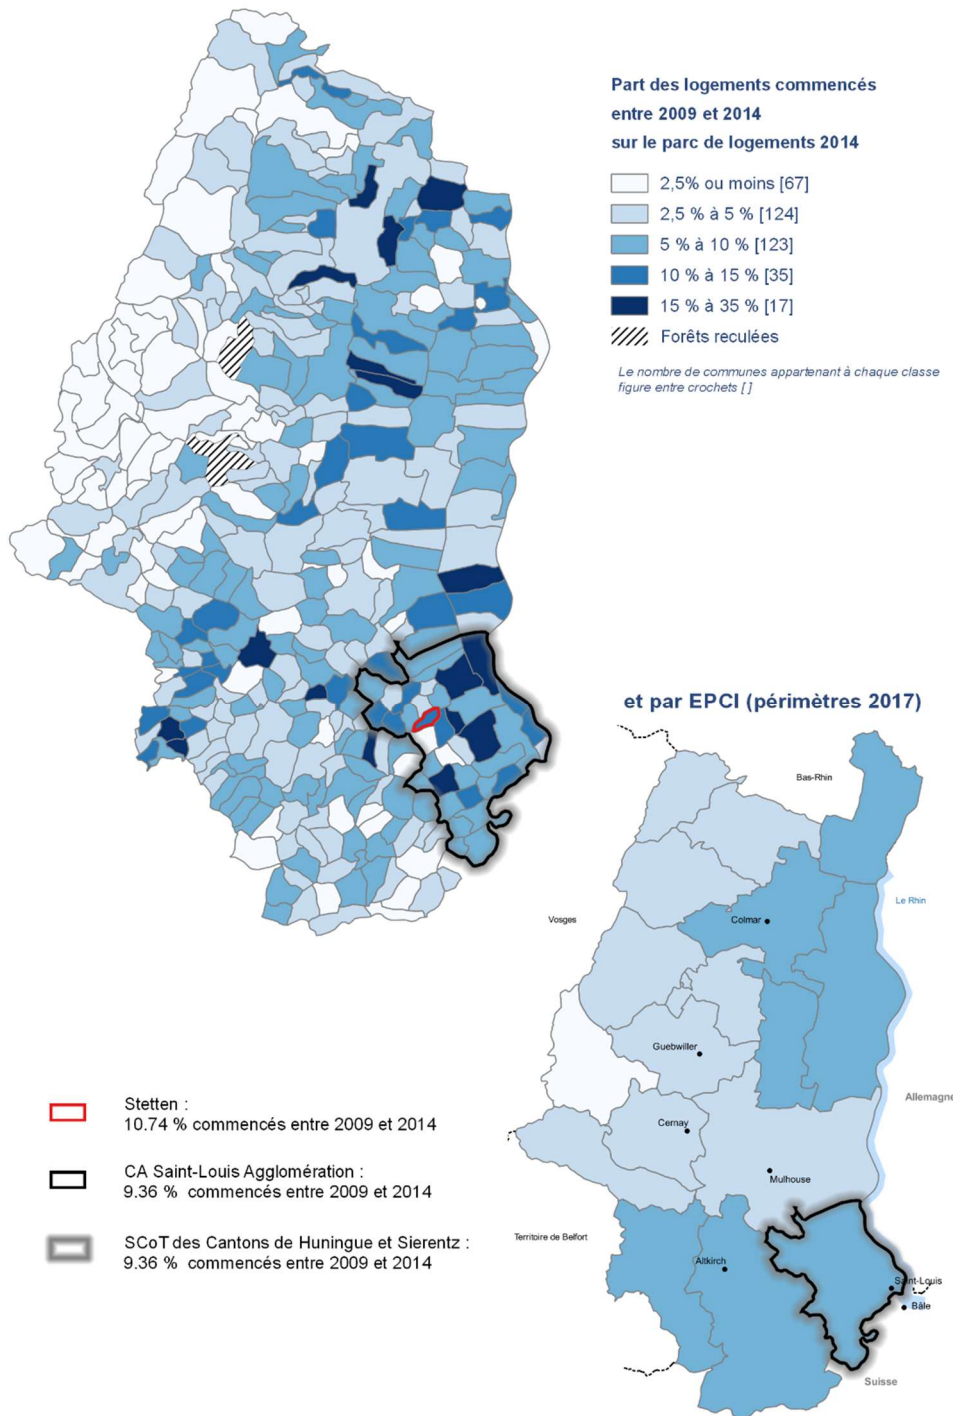 Part des logements commencés
entre 2009 et 2014
sur le parc de logements 2014
2,5% ou moins [67]
2,5% à 5 % [124]
5 % à 10 % [123]
10 % à 15 % [35]
15 % à 35 % [17]
Forêts reculées
Le nombre de communes appartenant à chaque classe
figure entre crochets [ ]
et par EPCI (périmètres 2017)
Bas-Rhin
Le Rhin
Vosges
Colmar
Guebwiller
Allemagne
Cernay
Mulhouse
Territoire de Belfort
Altkirch
Saint-Louis
Bâle
Suisse
Stetten :
10.74 % commencés entre 2009 et 2014
CA Saint-Louis Agglomération :
9.36 % commencés entre 2009 et 2014
SCoT des Cantons de Huningue et Sierentz :
9.36 % commencés entre 2009 et 2014